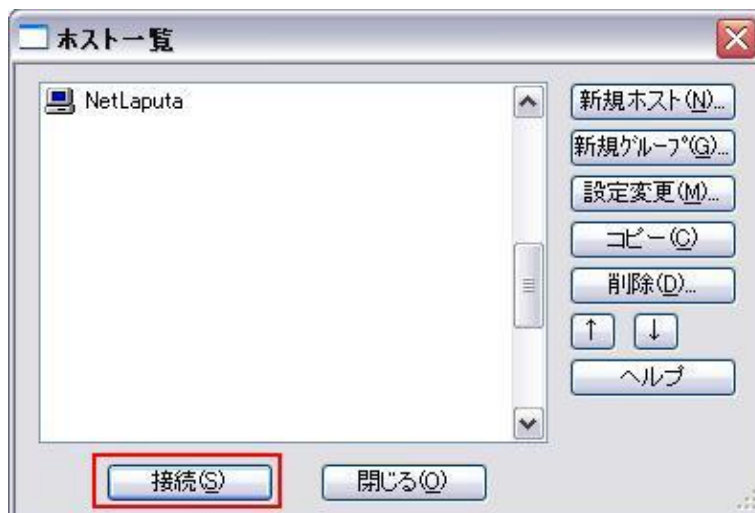 ホスト一覧
NetLaputa
新規ホスト(N)...
新規ｸﾞﾙｰﾌﾟ(G)...
設定変更(M)...
コピー(C)
削除(D)...
↑ ↓
ヘルプ
接続(S) 閉じる(O)